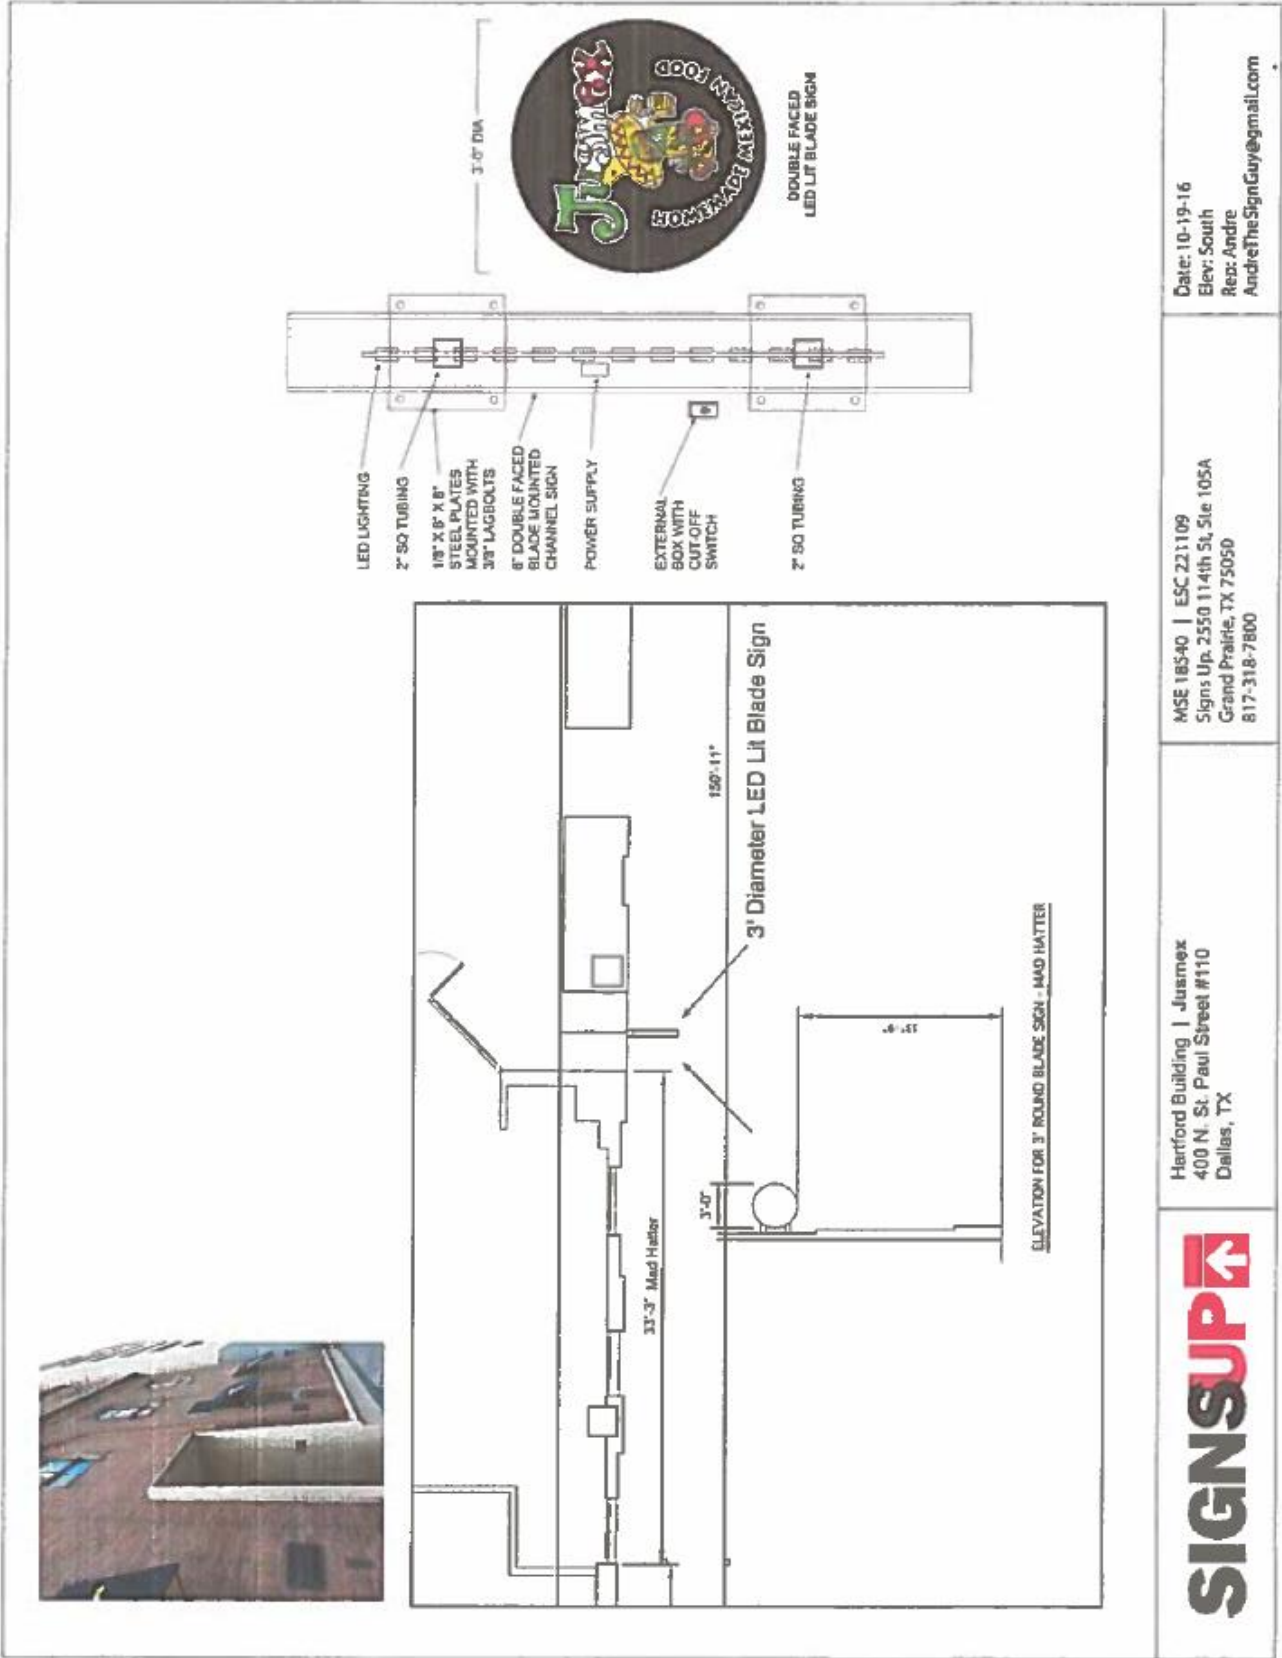 3'-0" DIA
JUSMEX
HOMEMADE MEXICAN FOOD
DOUBLE FACED
LED LIT BLADE SIGN
LED LIGHTING
2" SQ TUBING
1/8" X 8" X 8"
STEEL PLATES
MOUNTED WITH
3/8" LAGBOLTS
6" DOUBLE FACED
BLADE MOUNTED
CHANNEL SIGN
POWER SUPPLY
EXTERNAL
BOX WITH
CUT-OFF
SWITCH
2" SQ TUBING
150'-11"
3' Diameter LED Lit Blade Sign
33'-3" Mad Hatter
3'-0"
ELEVATION FOR 3' ROUND BLADE SIGN - MAD HATTER
SIGNSUP
Hartford Building | Jusmex
400 N. St. Paul Street #110
Dallas, TX
MSE 18540 | ESC 221109
Signs Up, 2550 114th St, Ste 105A
Grand Prairie, TX 75050
817-318-7800
Date: 10-19-16
Elev: South
Rep: Andre
AndreTheSignGuy@gmail.com